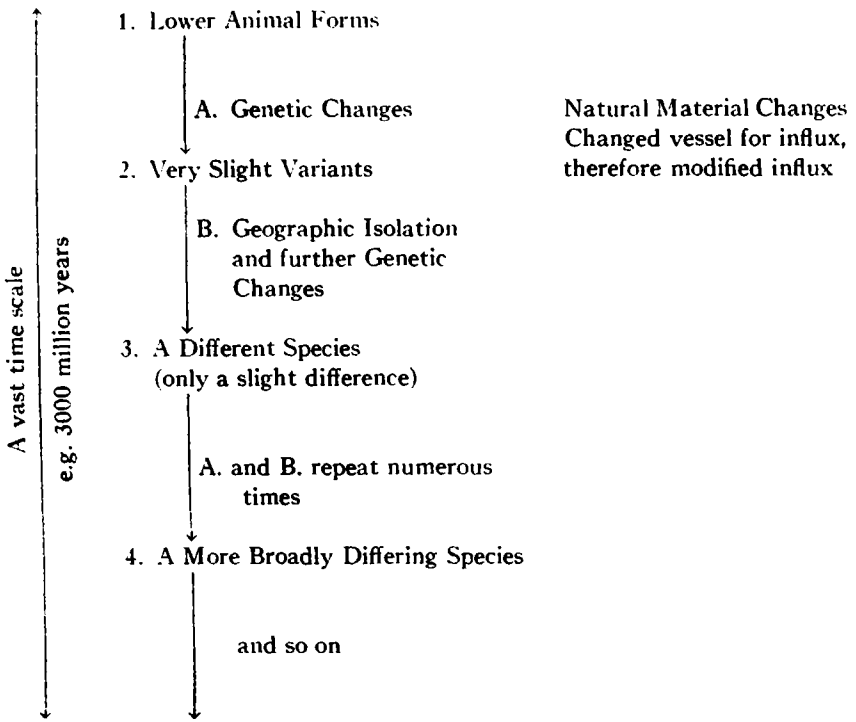 1. Lower Animal Forms
A. Genetic Changes
Natural Material Changes
Changed vessel for influx,
therefore modified influx
2. Very Slight Variants
B. Geographic Isolation
and further Genetic
Changes
A vast time scale
e.g. 3000 million years
3. A Different Species
(only a slight difference)
A. and B. repeat numerous
times
4. A More Broadly Differing Species
and so on